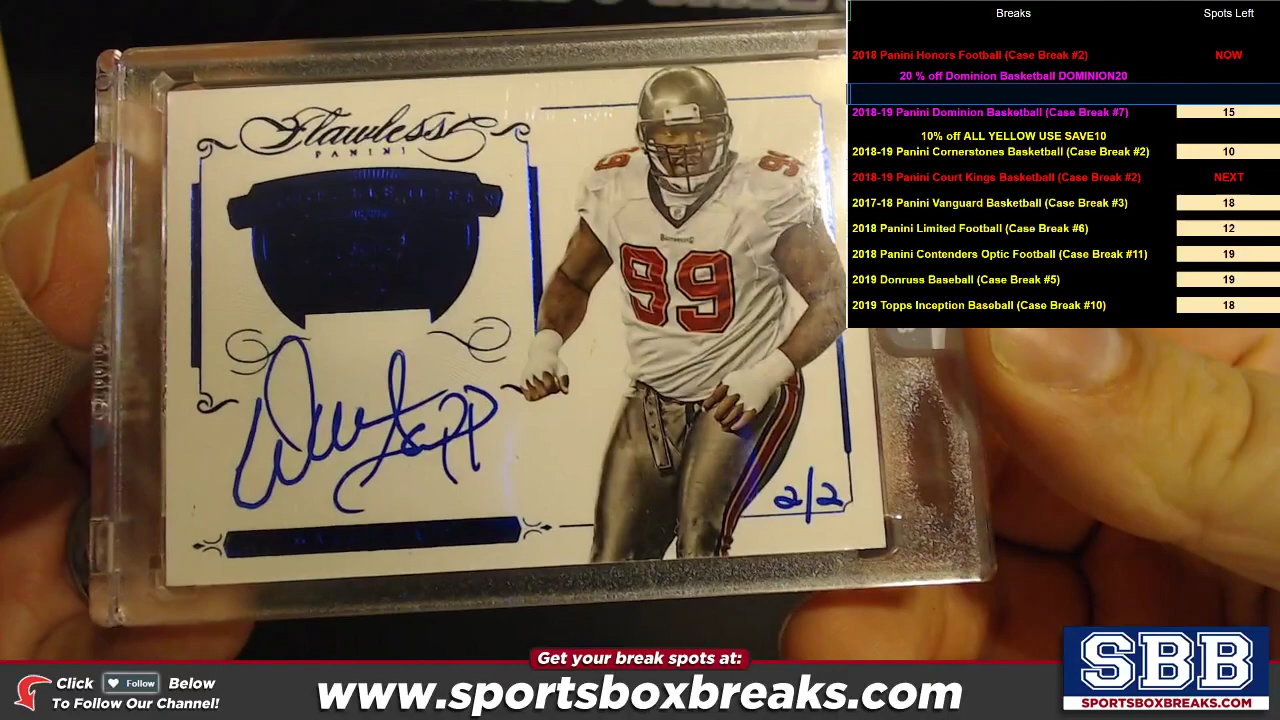 Breaks Spots Left
2018 Panini Honors Football (Case Break #2) NOW
20 % off Dominion Basketball DOMINION20
2018-19 Panini Dominion Basketball (Case Break #7) 15
10% off ALL YELLOW USE SAVE10
2018-19 Panini Cornerstones Basketball (Case Break #2) 10
2018-19 Panini Court Kings Basketball (Case Break #2) NEXT
2017-18 Panini Vanguard Basketball (Case Break #3) 18
2018 Panini Limited Football (Case Break #6) 12
2018 Panini Contenders Optic Football (Case Break #11) 19
2019 Donruss Baseball (Case Break #5) 19
2019 Topps Inception Baseball (Case Break #10) 18
Flawless
PANINI
99
99
99
2/2
Get your break spots at:
www.sportsboxbreaks.com
Click Follow Below
To Follow Our Channel!
SBB
SPORTSBOXBREAKS.COM